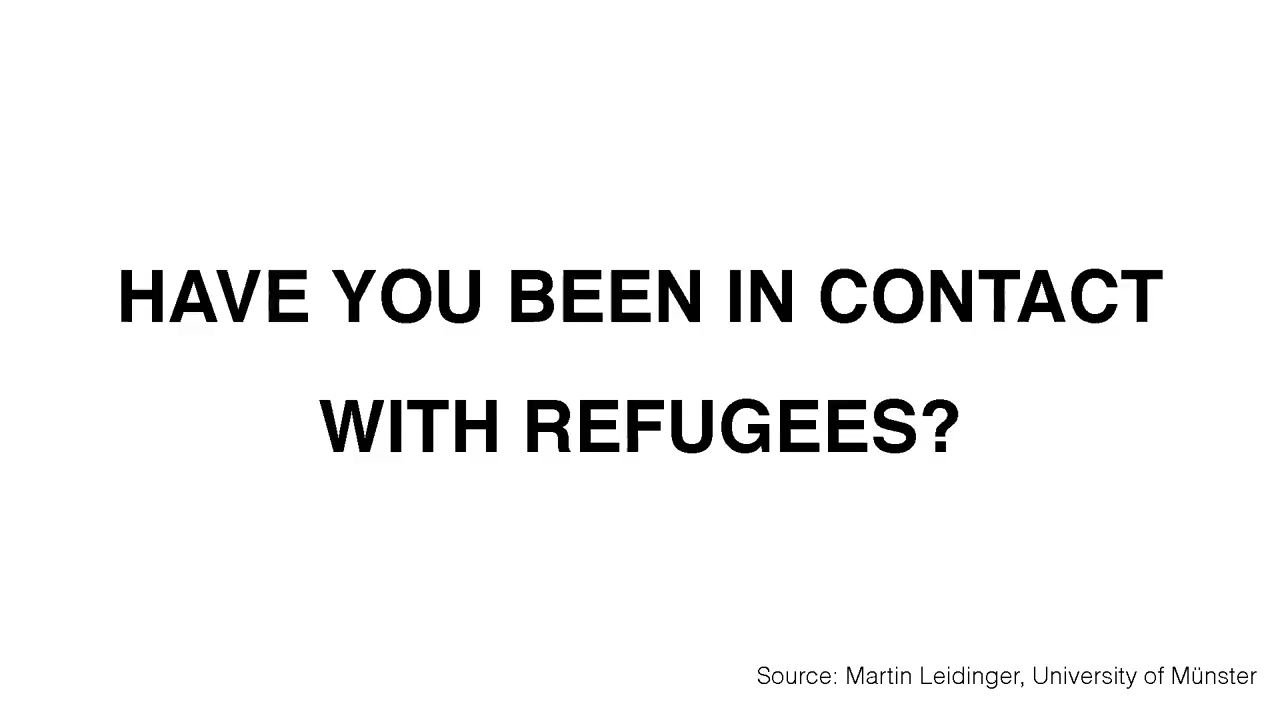 HAVE YOU BEEN IN CONTACT
WITH REFUGEES?
Source: Martin Leidinger, University of Münster